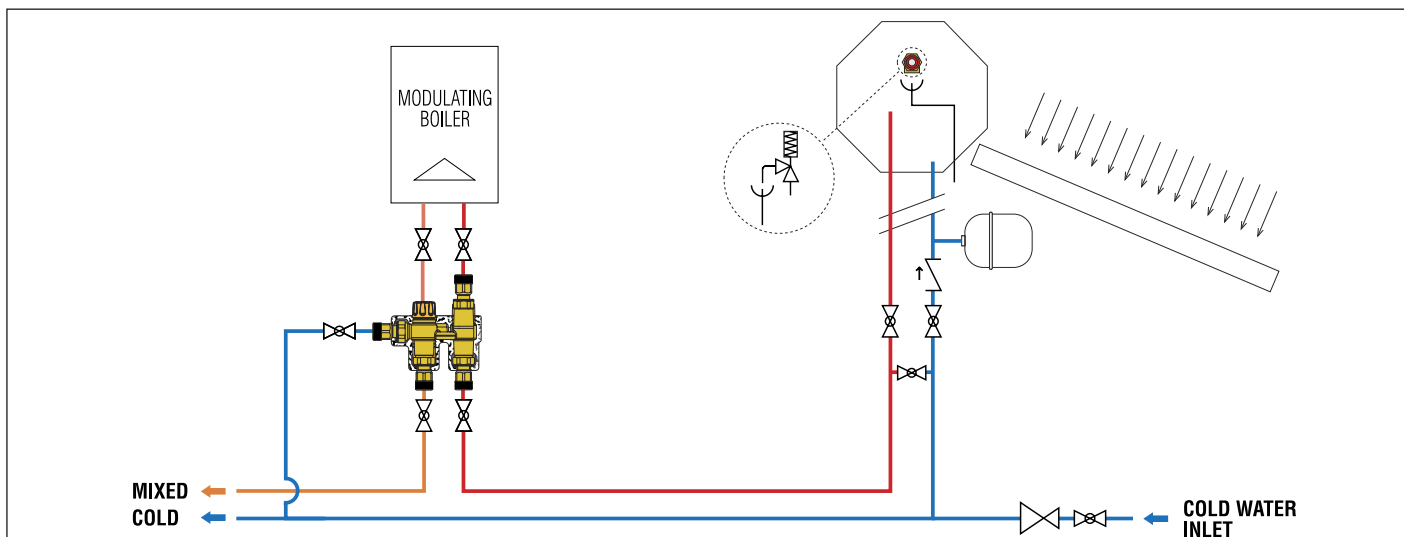 MODULATING
BOILER
MIXED
COLD
COLD WATER
INLET